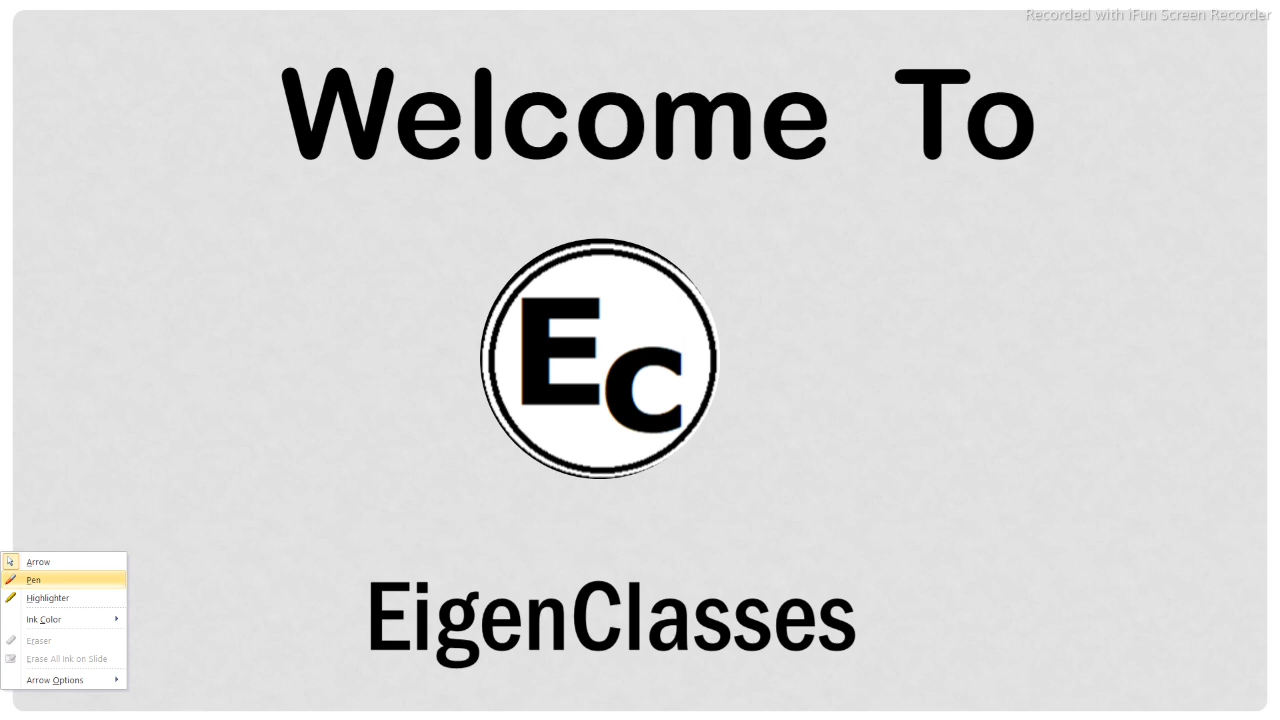 Recorded with iFun Screen Recorder
Welcome To
Ec
EigenClasses
Arrow
Pen
Highlighter
Ink Color
Eraser
Erase All Ink on Slide
Arrow Options